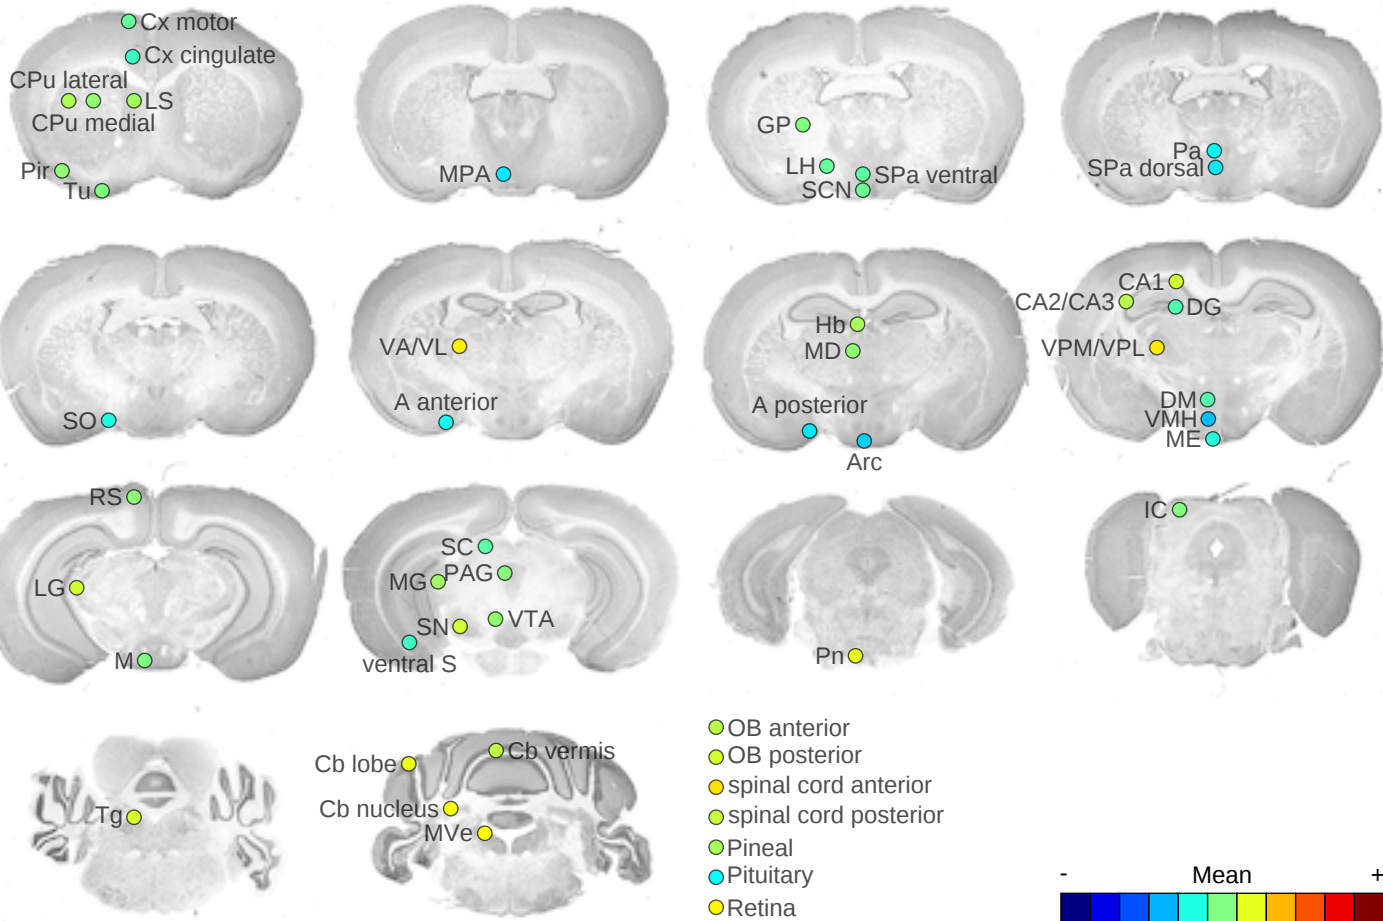 Cx motor
Cx cingulate
CPu lateral
LS
CPu medial
Pir
Tu
MPA
GP
LH
SPa ventral
SCN
Pa
SPa dorsal
SO
VA/VL
A anterior
Hb
MD
A posterior
Arc
CA1
CA2/CA3
DG
VPM/VPL
DM
VMH
ME
RS
LG
M
SC
PAG
MG
VTA
SN
ventral S
Pn
IC
Tg
Cb lobe
Cb vermis
Cb nucleus
MVe
OB anterior
OB posterior
spinal cord anterior
spinal cord posterior
Pineal
Pituitary
Retina
- Mean +